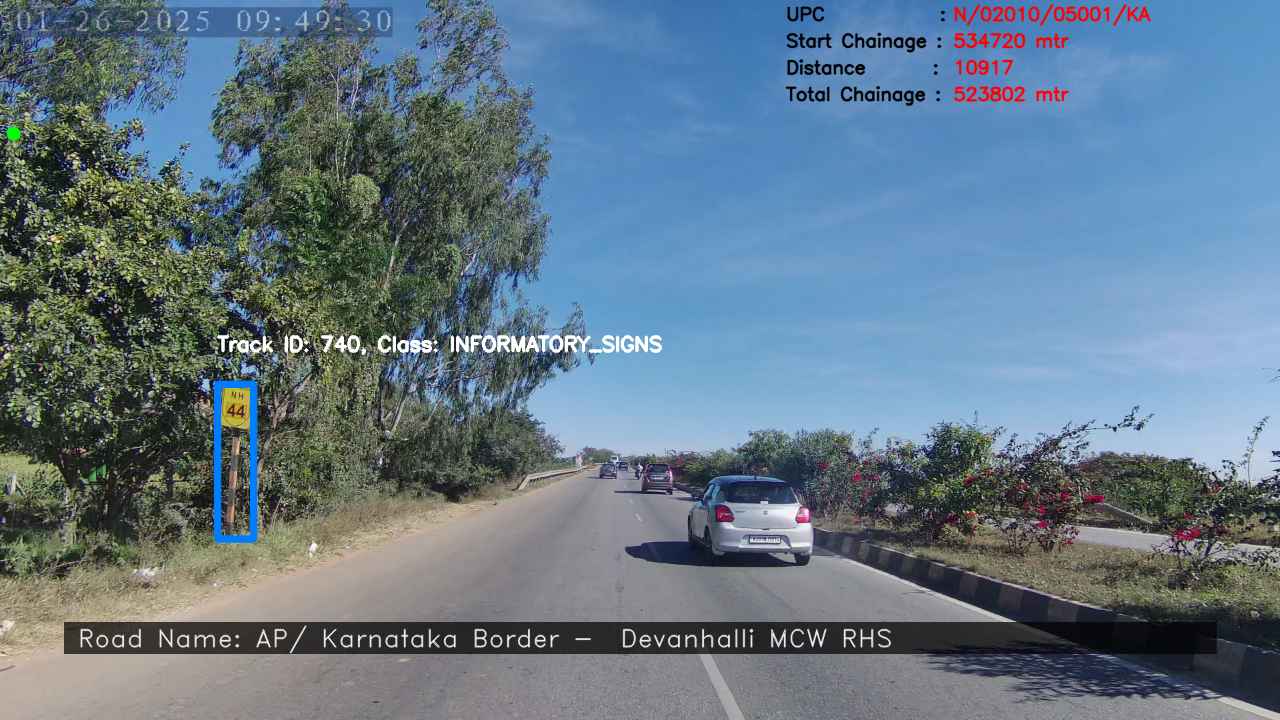 01-26-2025 09:49:30
UPC : N/02010/05001/KA
Start Chainage : 534720 mtr
Distance : 10917
Total Chainage : 523802 mtr
Track ID: 740, Class: INFORMATORY_SIGNS
NH
44
Road Name: AP/ Karnataka Border - Devanhalli MCW RHS